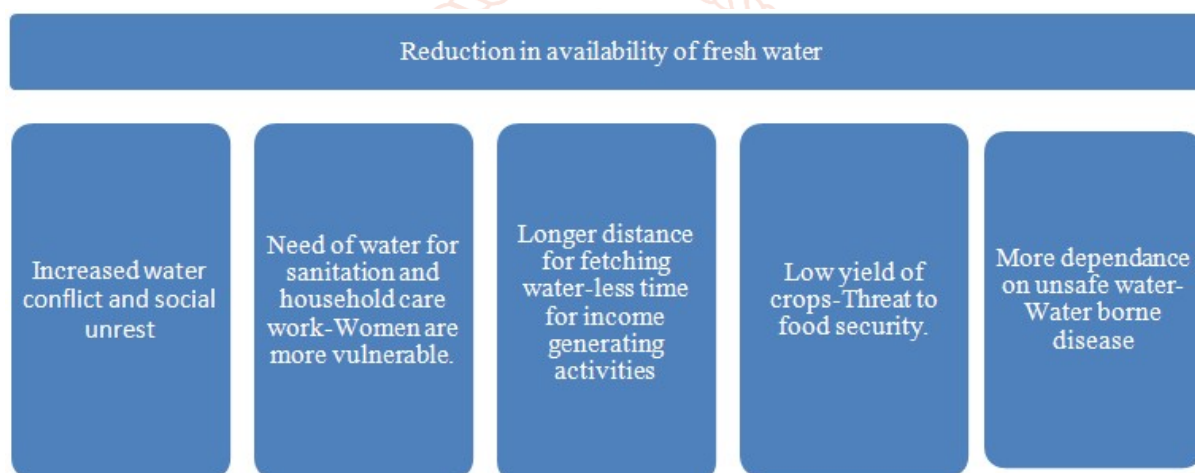 Reduction in availability of fresh water
Increased water
conflict and social
unrest
Need of water for
sanitation and
household care
work-Women are
more vulnerable.
Longer distance
for fetching
water-less time
for income
generating
activities
Low yield of
crops-Threat to
food security.
More dependance
on unsafe water-
Water borne
disease